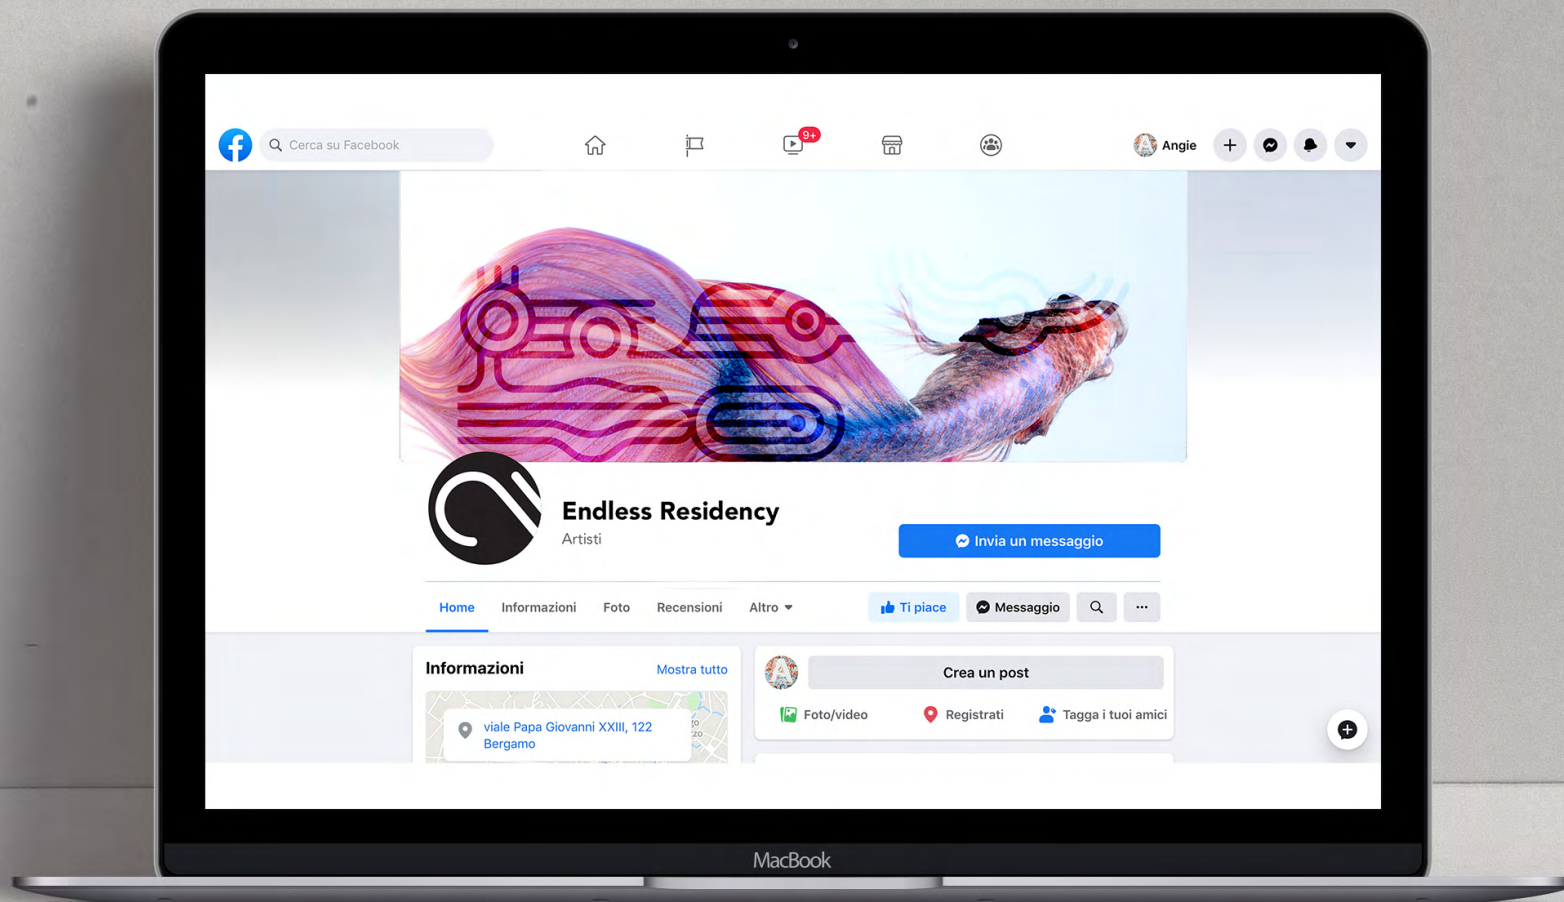 Cerca su Facebook
9+
Angie
Endless Residency
Artisti
Invia un messaggio
Home
Informazioni
Foto
Recensioni
Altro
Ti piace
Messaggio
Informazioni
Mostra tutto
viale Papa Giovanni XXIII, 122
Bergamo
Crea un post
Foto/video
Registrati
Tagga i tuoi amici
MacBook